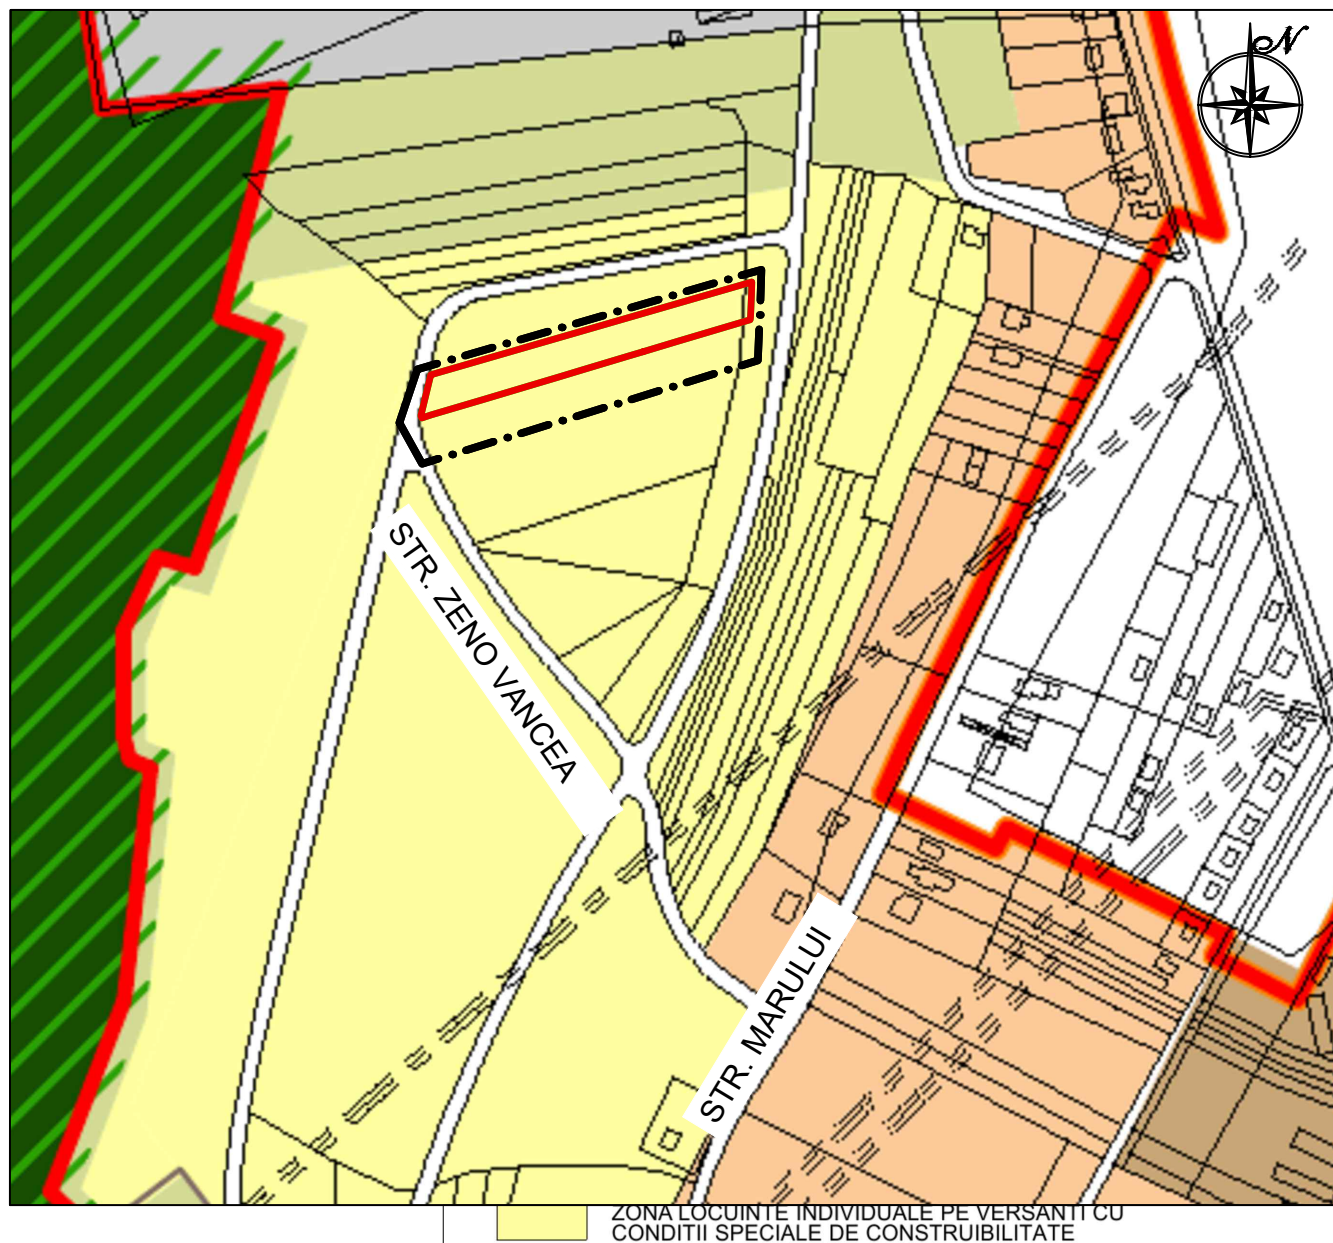 N
STR. ZENO VANCEA
STR. MARULUI
ZONA LOCUINTE INDIVIDUALE PE VERSANTI CU
CONDITII SPECIALE DE CONSTRUIBILITATE